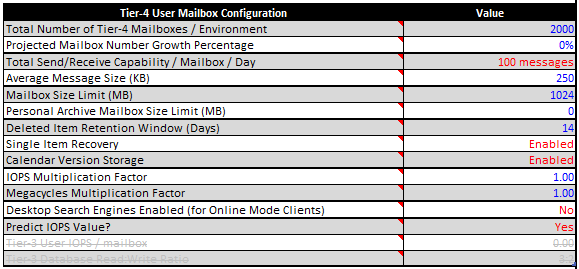 Tier-4 User Mailbox Configuration Value
Total Number of Tier-4 Mailboxes / Environment 2000
Projected Mailbox Number Growth Percentage 0%
Total Send/Receive Capability / Mailbox / Day 100 messages
Average Message Size (KB) 250
Mailbox Size Limit (MB) 1024
Personal Archive Mailbox Size Limit (MB) 0
Deleted Item Retention Window (Days) 14
Single Item Recovery Enabled
Calendar Version Storage Enabled
IOPS Multiplication Factor 1.00
Megacycles Multiplication Factor 1.00
Desktop Search Engines Enabled (for Online Mode Clients) No
Predict IOPS Value? Yes
Tier-3 User IOPS / mailbox 0.00
Tier-3 Database Read:Write Ratio 3:2